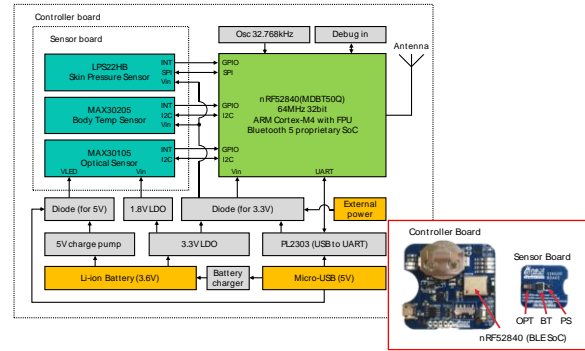 Controller board
Sensor board
LPS22HB
Skin Pressure Sensor
INT
SPI
Vin
MAX30205
Body Temp Sensor
INT
I2C
Vin
MAX30105
Optical Sensor
INT
I2C
VLED
Vin
Osc 32.768kHz
Debug in
Antenna
GPIO
SPI
GPIO
I2C
GPIO
I2C
nRF52840(MDBT50Q)
64MHz 32bit
ARM Cortex-M4 with FPU
Bluetooth 5 proprietary SoC
Vin
UART
Diode (for 5V)
1.8V LDO
Diode (for 3.3V)
External
power
5V charge pump
3.3V LDO
PL2303 (USB to UART)
Li-ion Battery (3.6V)
Battery
charger
Micro-USB (5V)
Controller Board
Sensor Board
OPT
BT
PS
nRF52840 (BLE SoC)